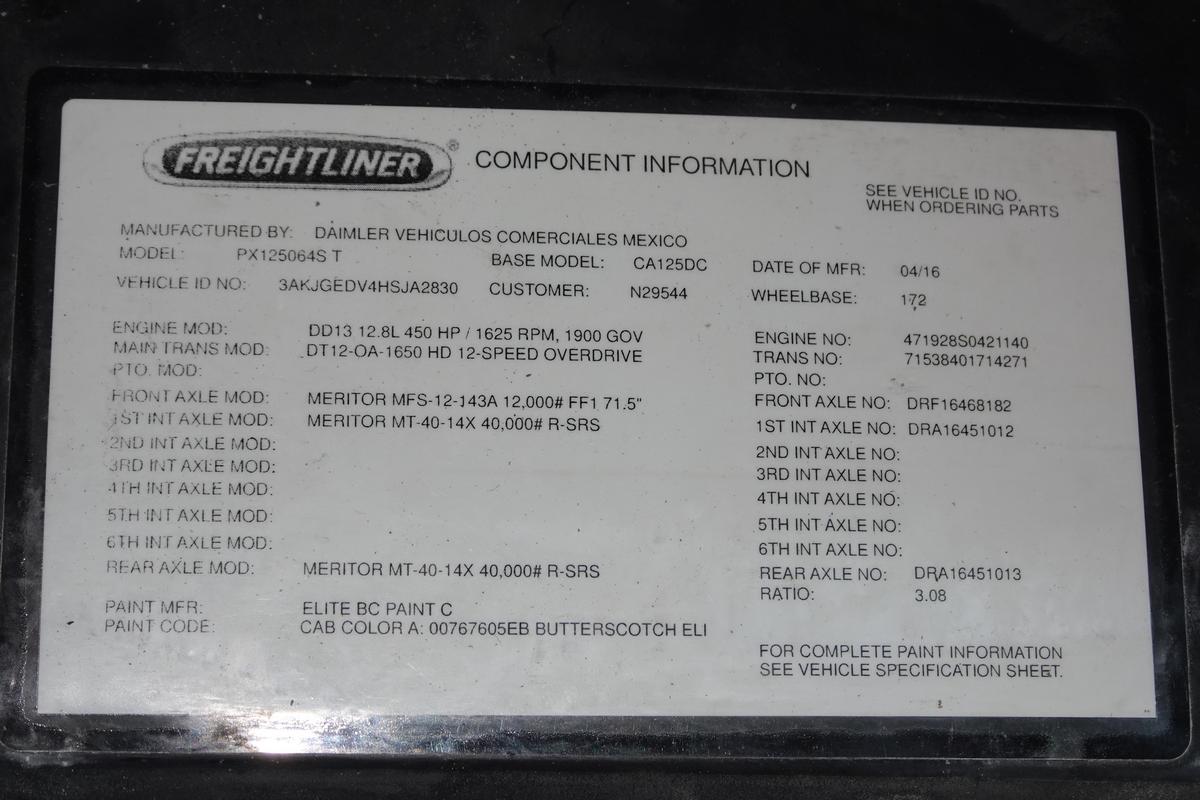 FREIGHTLINER® COMPONENT INFORMATION
SEE VEHICLE ID NO.
WHEN ORDERING PARTS
MANUFACTURED BY: DAIMLER VEHICULOS COMERCIALES MEXICO
MODEL: PX125064S T BASE MODEL: CA125DC DATE OF MFR: 04/16
VEHICLE ID NO: 3AKJGEDV4HSJA2830 CUSTOMER: N29544 WHEELBASE: 172
ENGINE MOD: DD13 12.8L 450 HP / 1625 RPM, 1900 GOV ENGINE NO: 471928S0421140
MAIN TRANS MOD: DT12-OA-1650 HD 12-SPEED OVERDRIVE TRANS NO: 71538401714271
PTO. MOD: PTO. NO:
FRONT AXLE MOD: MERITOR MFS-12-143A 12,000# FF1 71.5" FRONT AXLE NO: DRF16468182
1ST INT AXLE MOD: MERITOR MT-40-14X 40,000# R-SRS 1ST INT AXLE NO: DRA16451012
2ND INT AXLE MOD: 2ND INT AXLE NO:
3RD INT AXLE MOD: 3RD INT AXLE NO:
4TH INT AXLE MOD: 4TH INT AXLE NO:
5TH INT AXLE MOD: 5TH INT AXLE NO:
6TH INT AXLE MOD: 6TH INT AXLE NO:
REAR AXLE MOD: MERITOR MT-40-14X 40,000# R-SRS REAR AXLE NO: DRA16451013
RATIO: 3.08
PAINT MFR: ELITE BC PAINT C
PAINT CODE: CAB COLOR A: 00767605EB BUTTERSCOTCH ELI
FOR COMPLETE PAINT INFORMATION
SEE VEHICLE SPECIFICATION SHEET.